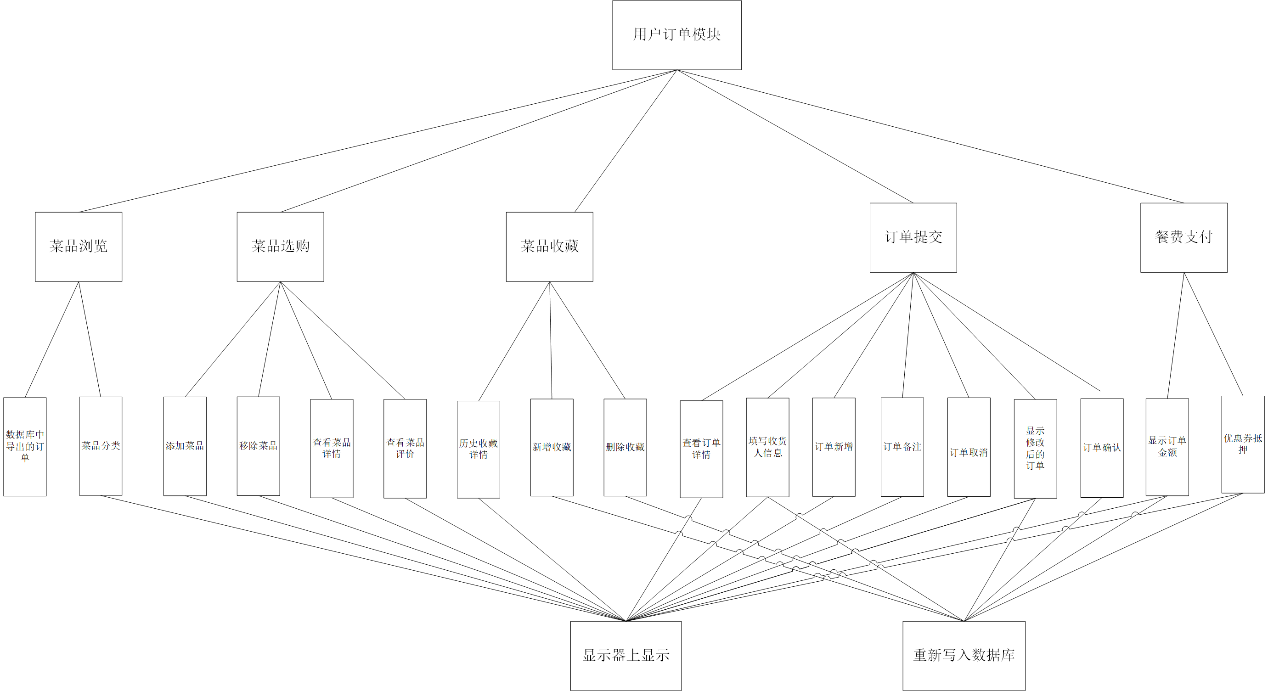 用户订单模块
菜品浏览
菜品选购
菜品收藏
订单提交
餐费支付
数据库中
导出的订
单
菜品分类
添加菜品
移除菜品
查看菜品
详情
查看菜品
评价
历史收藏
详情
新增收藏
删除收藏
查看订单
详情
填写收货
人信息
订单新增
订单备注
订单取消
显示
修改
后的
订单
订单确认
显示订单
金额
优惠券抵
押
显示器上显示
重新写入数据库